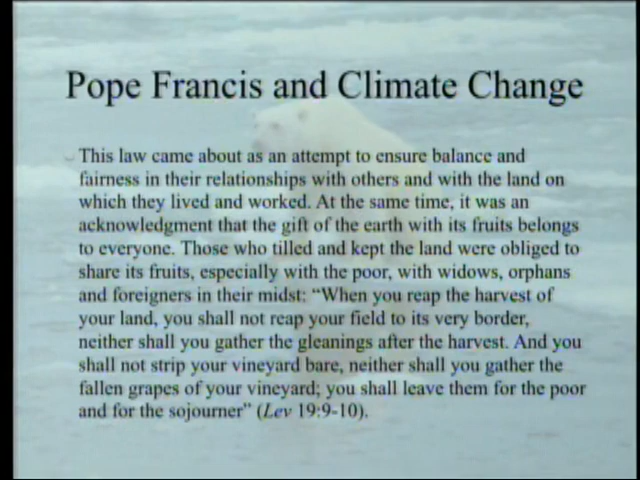 Pope Francis and Climate Change
This law came about as an attempt to ensure balance and
fairness in their relationships with others and with the land on
which they lived and worked. At the same time, it was an
acknowledgment that the gift of the earth with its fruits belongs
to everyone. Those who tilled and kept the land were obliged to
share its fruits, especially with the poor, with widows, orphans
and foreigners in their midst: “When you reap the harvest of
your land, you shall not reap your field to its very border,
neither shall you gather the gleanings after the harvest. And you
shall not strip your vineyard bare, neither shall you gather the
fallen grapes of your vineyard; you shall leave them for the poor
and for the sojourner” (Lev 19:9-10).